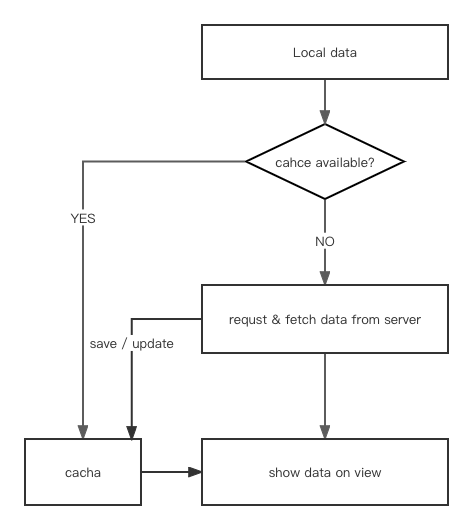 Local data
cahce available?
YES
NO
requst & fetch data from server
save / update
cacha
show data on view